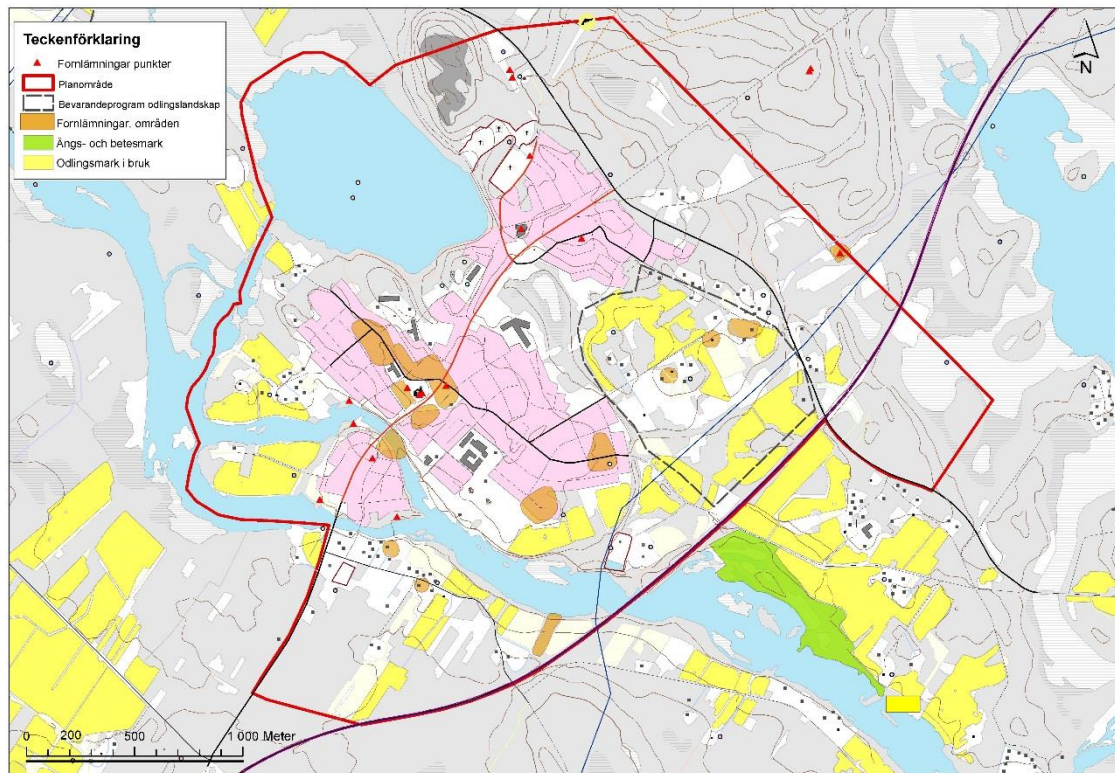 Teckenförklaring
Fornlämningar punkter
Planområde
Bevarandeprogram odlingslandskap
Fornlämningar. områden
Ängs- och betesmark
Odlingsmark i bruk
N
0 200 500 1 000 Meter